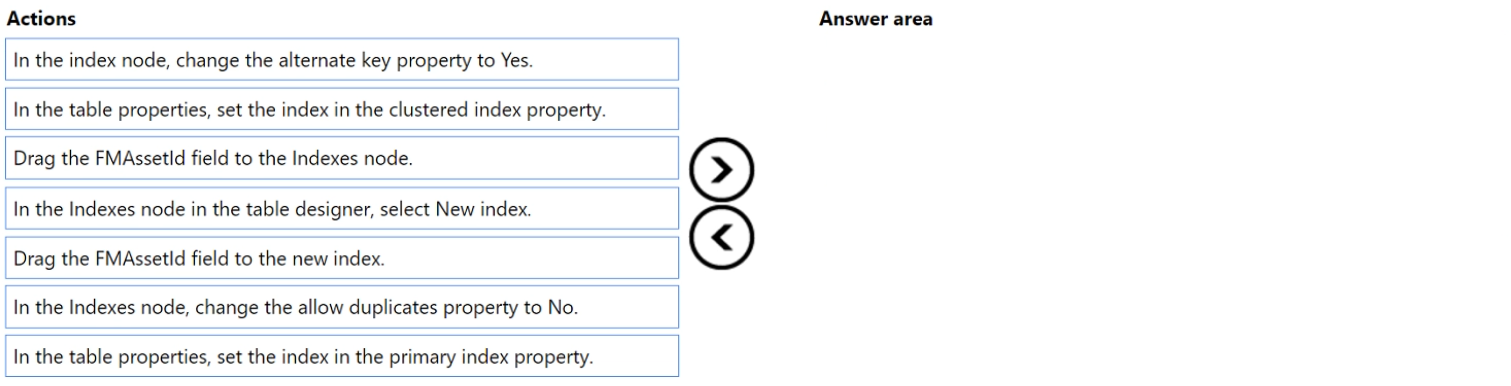 Actions
Answer area
In the index node, change the alternate key property to Yes.
In the table properties, set the index in the clustered index property.
Drag the FMAssetId field to the Indexes node.
In the Indexes node in the table designer, select New index.
Drag the FMAssetId field to the new index.
In the Indexes node, change the allow duplicates property to No.
In the table properties, set the index in the primary index property.